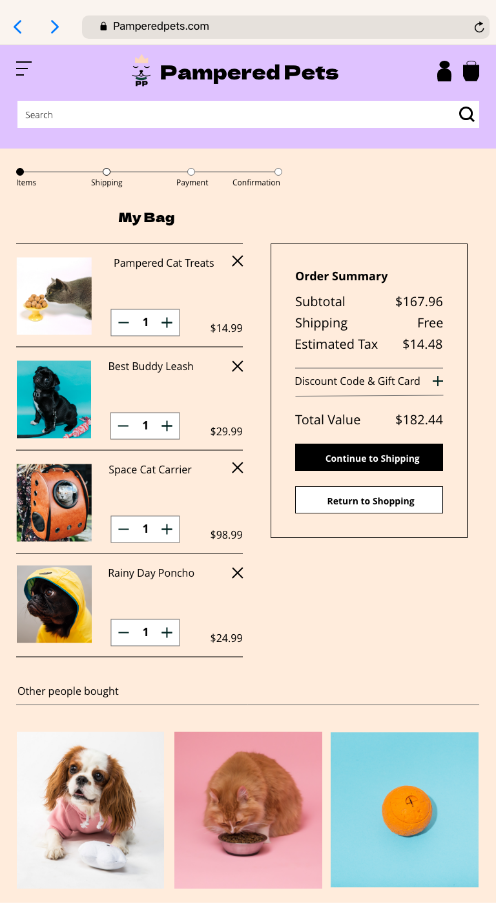 Pamperedpets.com
PP
Pampered Pets
Search
Items Shipping Payment Confirmation
My Bag
Pampered Cat Treats
1
$14.99
Best Buddy Leash
1
$29.99
Space Cat Carrier
1
$98.99
Rainy Day Poncho
1
$24.99
Order Summary
Subtotal $167.96
Shipping Free
Estimated Tax $14.48
Discount Code & Gift Card +
Total Value $182.44
Continue to Shipping
Return to Shopping
Other people bought